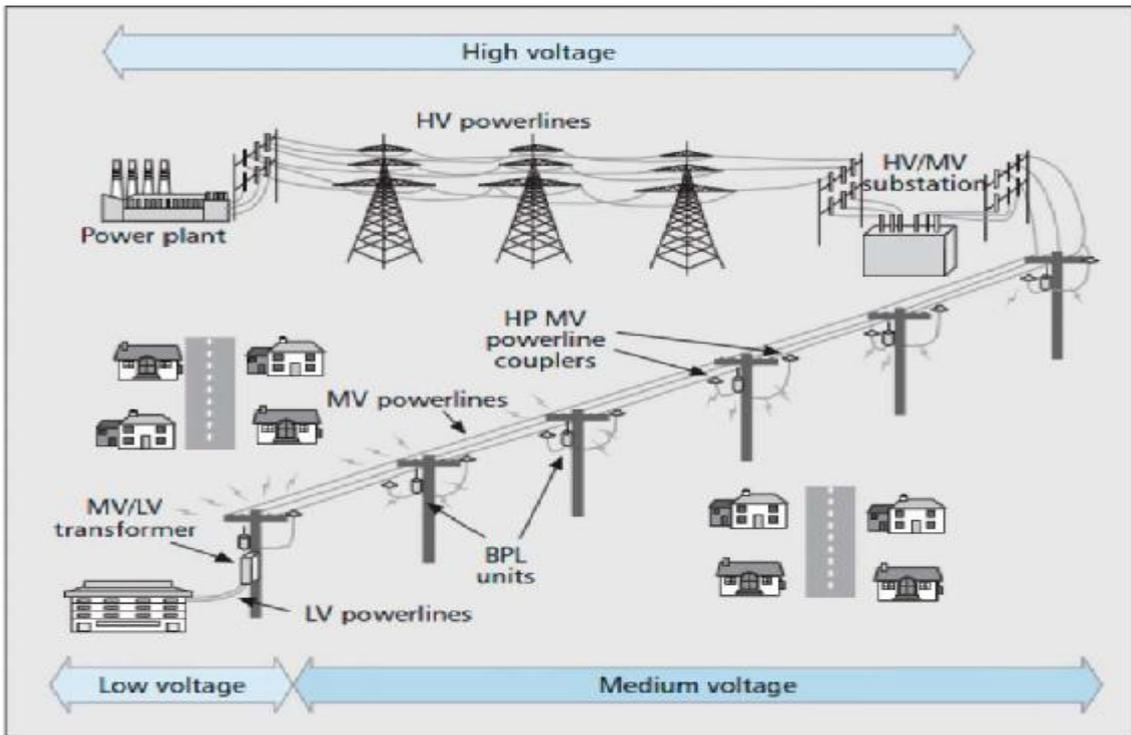 High voltage
HV powerlines
HV/MV
substation
Power plant
HP MV
powerline
couplers
MV powerlines
MV/LV
transformer
BPL
units
LV powerlines
Low voltage
Medium voltage